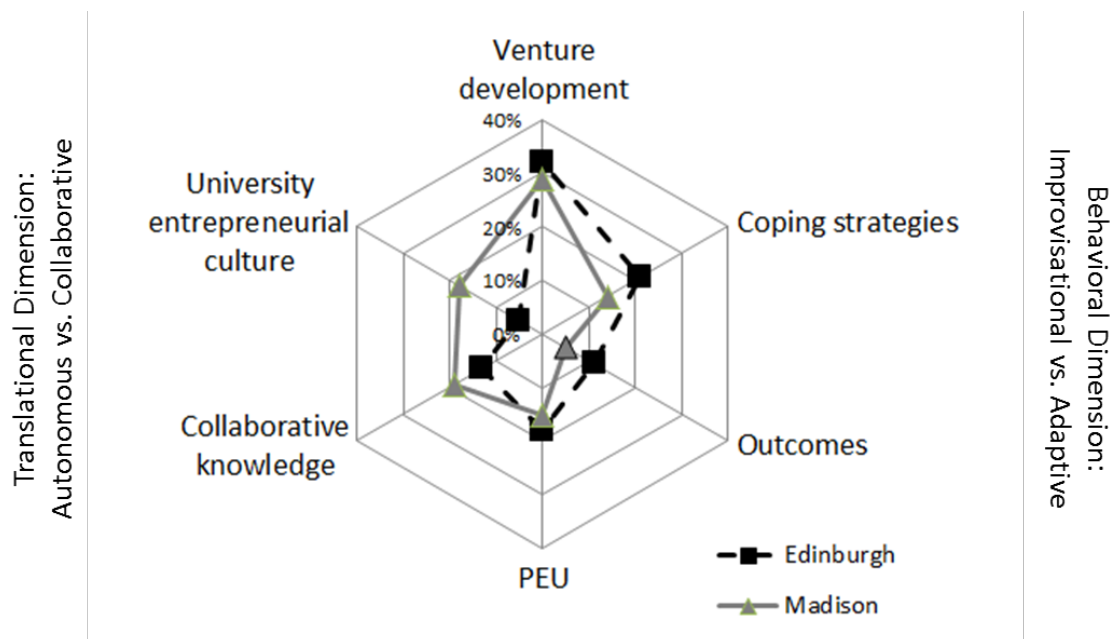 Translational Dimension:
Autonomous vs. Collaborative
Venture
development
40%
30%
20%
10%
0%
University
entrepreneurial
culture
Coping strategies
Collaborative
knowledge
Outcomes
PEU
Edinburgh
Madison
Behavioral Dimension:
Improvisational vs. Adaptive